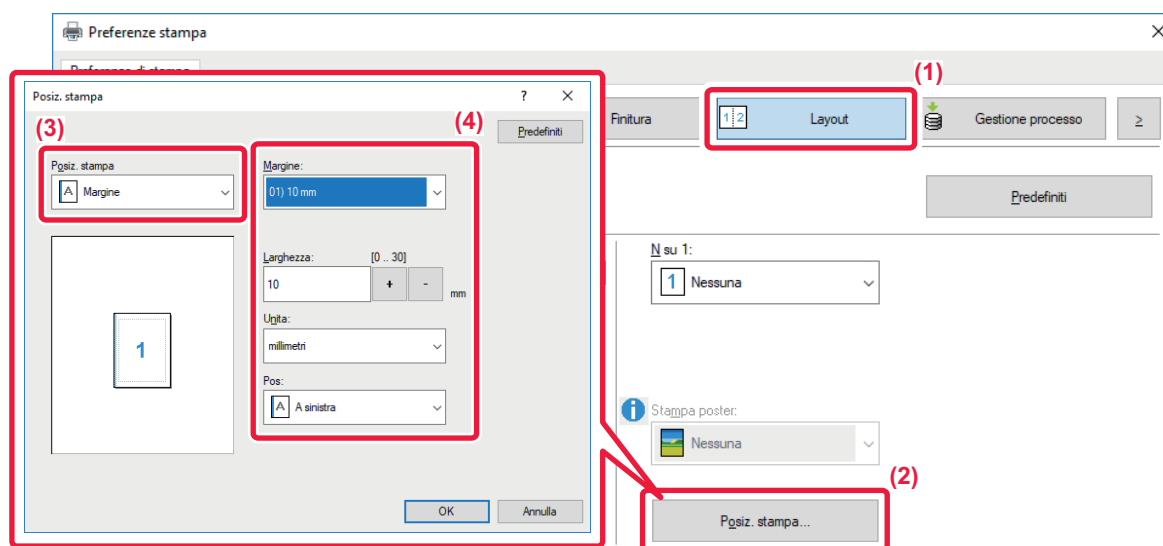 Preferenze stampa
Preferenze di stampa
(1)
Finitura
1 2 Layout
Gestione processo
>
Predefiniti
N su 1:
1 Nessuna
Stampa poster:
Nessuna
(2)
Posiz. stampa...
Posiz. stampa
?
(3)
(4)
Predefiniti
Posiz. stampa
A Margine
1
Margine:
01) 10 mm
Larghezza: [0 .. 30]
10 + - mm
Unita:
millimetri
Pos:
A A sinistra
OK Annulla